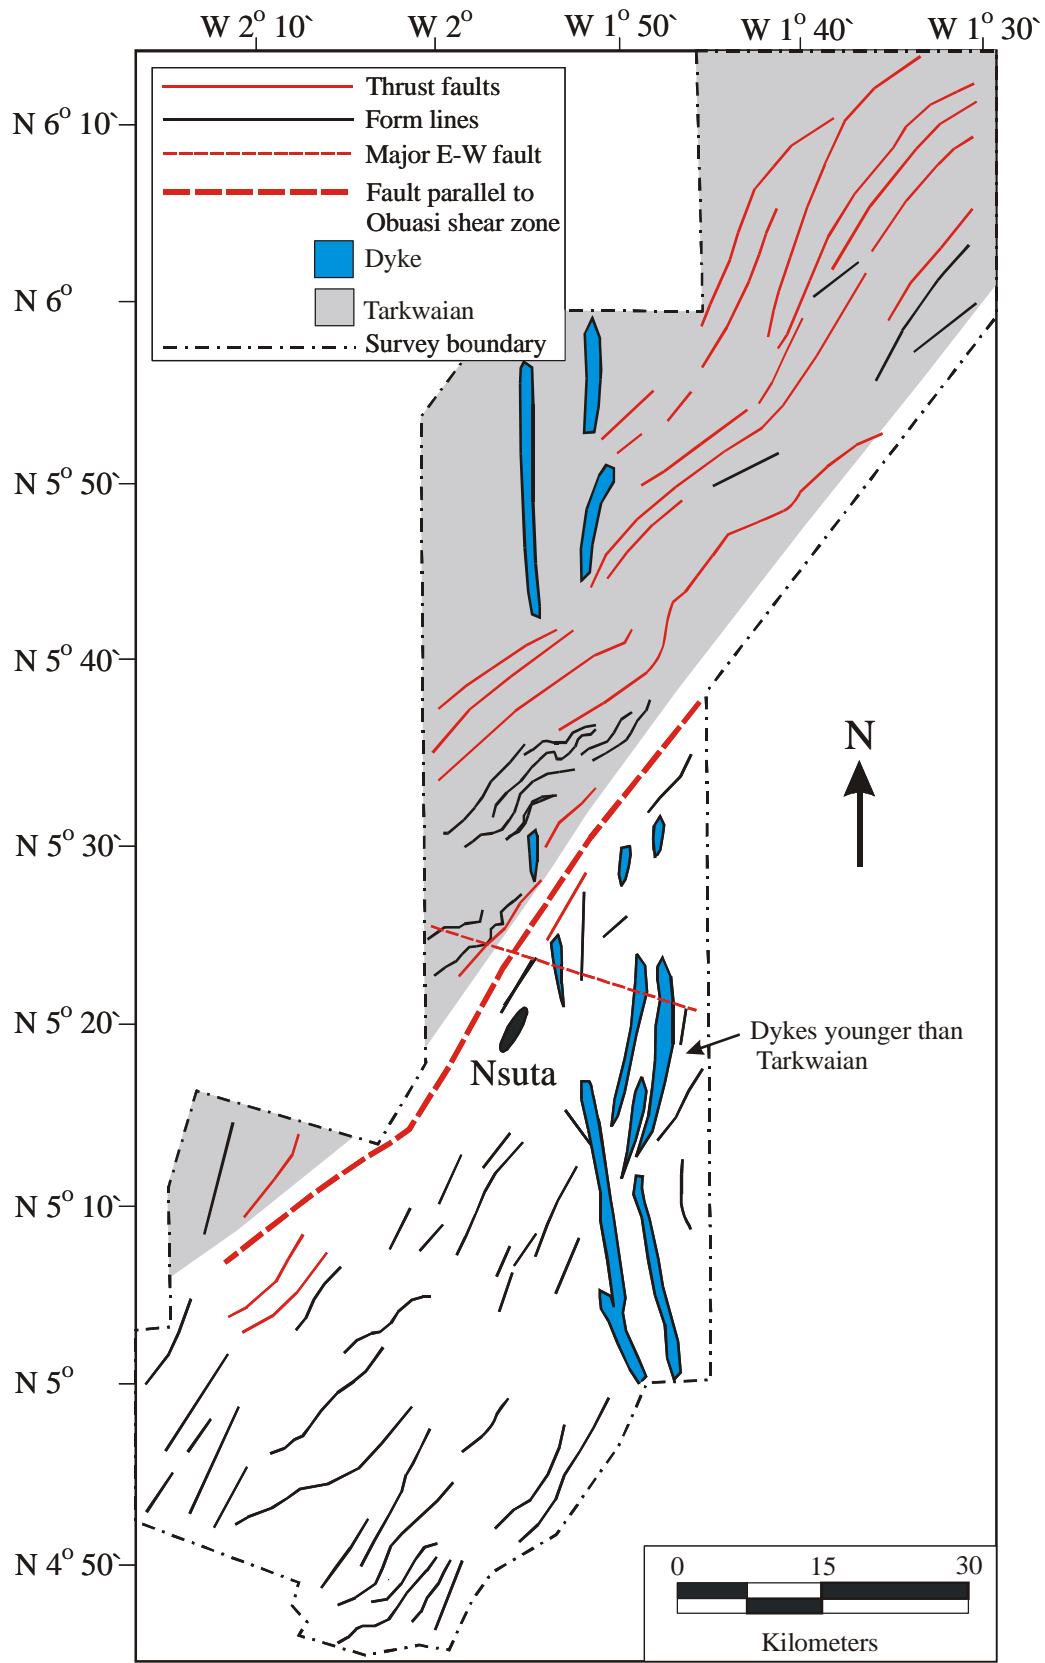 W 2° 10` W 2° W 1° 50` W 1° 40` W 1° 30`
Thrust faults
N 6° 10`
Form lines
Major E-W fault
Fault parallel to
Obuasi shear zone
Dyke
N 6°
Tarkwaian
Survey boundary
N 5° 50`
N 5° 40`
N
N 5° 30`
N 5° 20`
Dykes younger than
Tarkwaian
Nsuta
N 5° 10`
N 5°
N 4° 50`
0 15 30
Kilometers